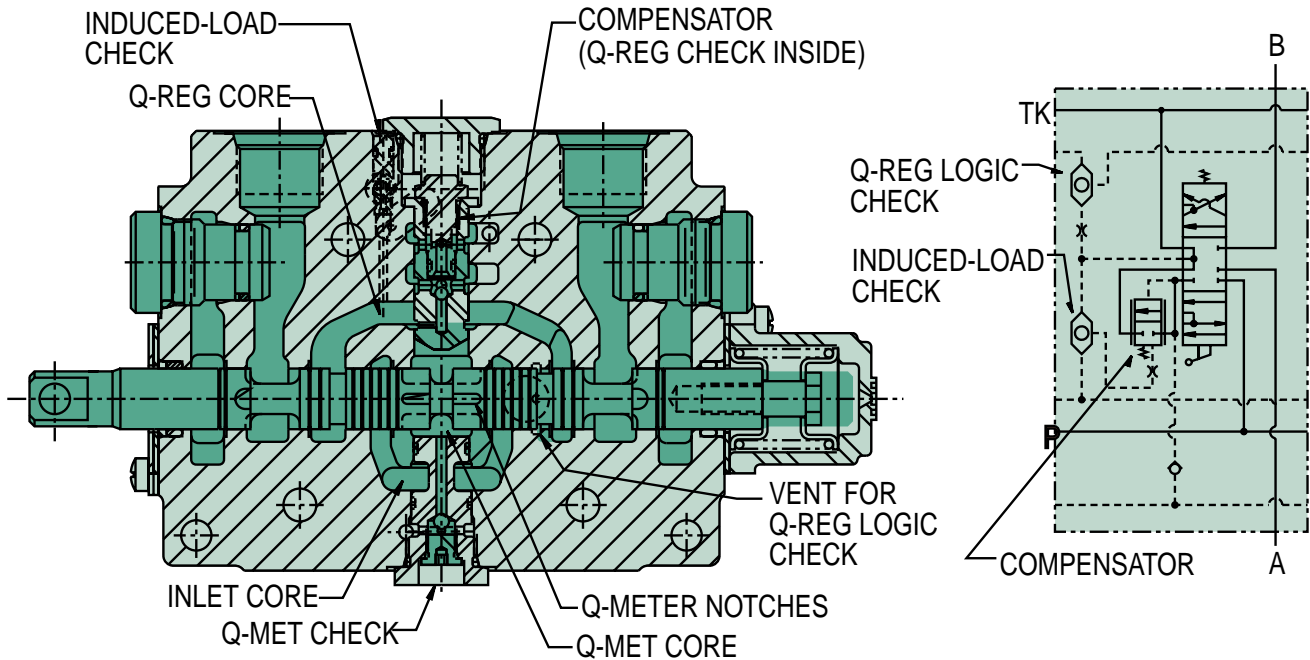 INDUCED-LOAD
CHECK
COMPENSATOR
(Q-REG CHECK INSIDE)
Q-REG CORE
INLET CORE
Q-MET CHECK
Q-METER NOTCHES
Q-MET CORE
VENT FOR
Q-REG LOGIC
CHECK
B
TK
Q-REG LOGIC
CHECK
INDUCED-LOAD
CHECK
P
COMPENSATOR
A